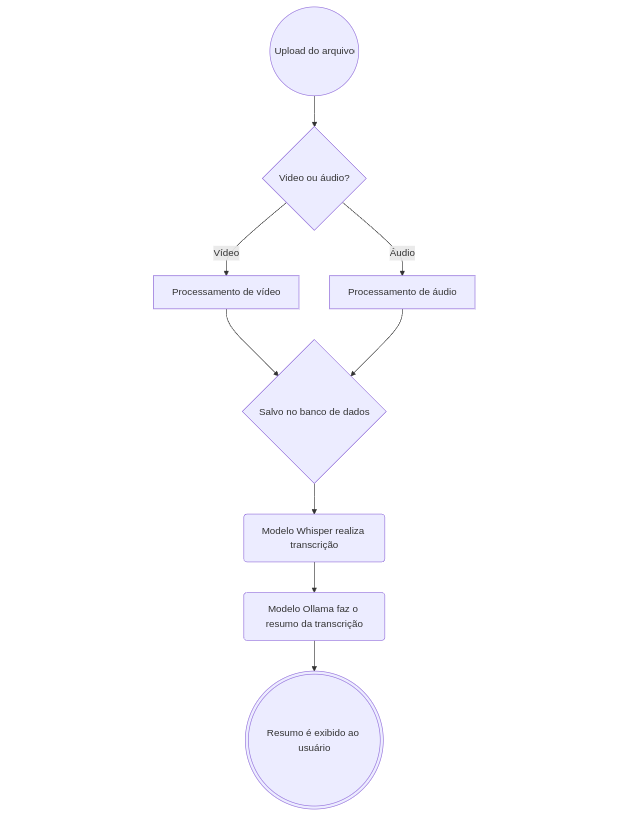 Upload do arquivo
Video ou áudio?
Vídeo
Áudio
Processamento de vídeo
Processamento de áudio
Salvo no banco de dados
Modelo Whisper realiza
transcrição
Modelo Ollama faz o
resumo da transcrição
Resumo é exibido ao
usuário